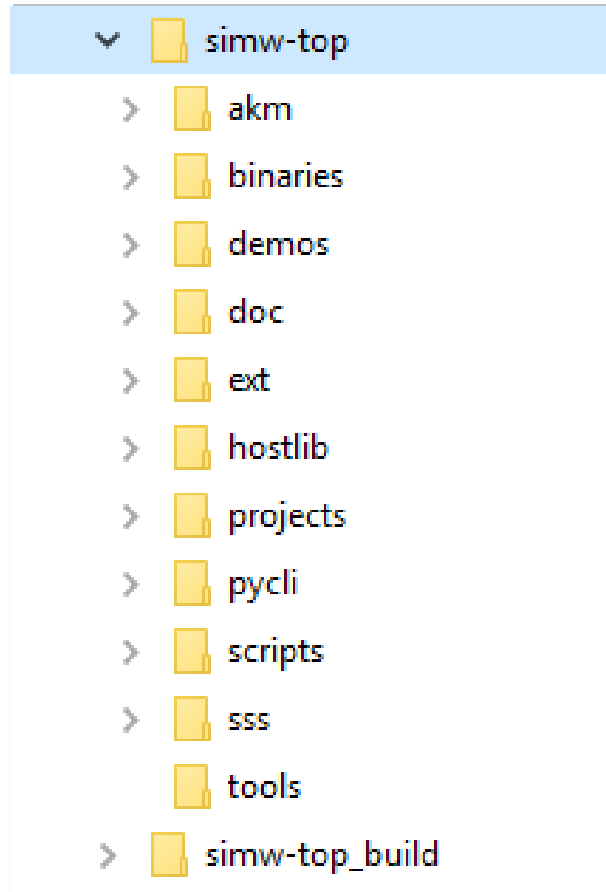 simw-top
akm
binaries
demos
doc
ext
hostlib
projects
pycli
scripts
sss
tools
simw-top_build